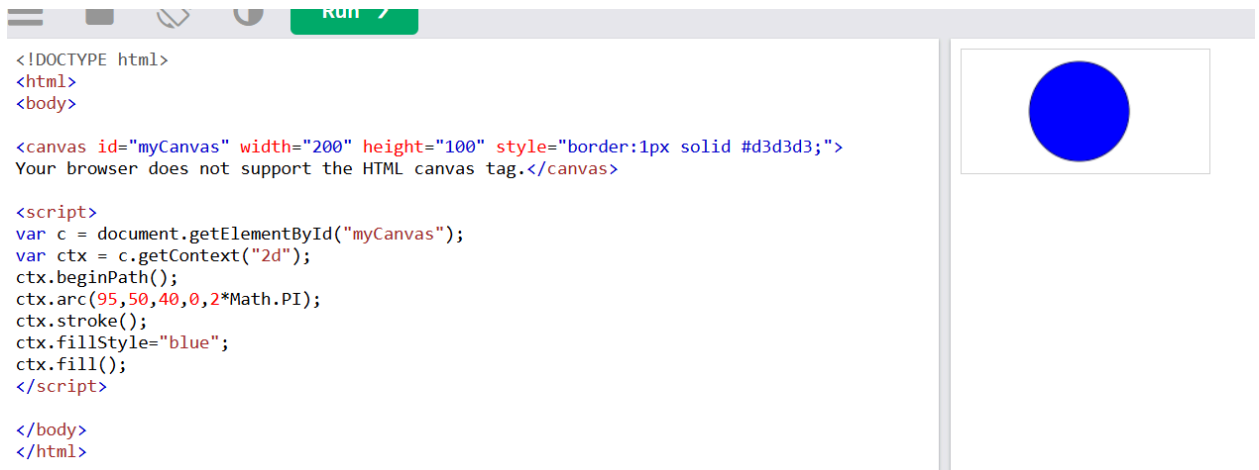 Run >
<!DOCTYPE html>
<html>
<body>
<canvas id="myCanvas" width="200" height="100" style="border:1px solid #d3d3d3;">
Your browser does not support the HTML canvas tag.</canvas>
<script>
var c = document.getElementById("myCanvas");
var ctx = c.getContext("2d");
ctx.beginPath();
ctx.arc(95,50,40,0,2*Math.PI);
ctx.stroke();
ctx.fillStyle="blue";
ctx.fill();
</script>
</body>
</html>